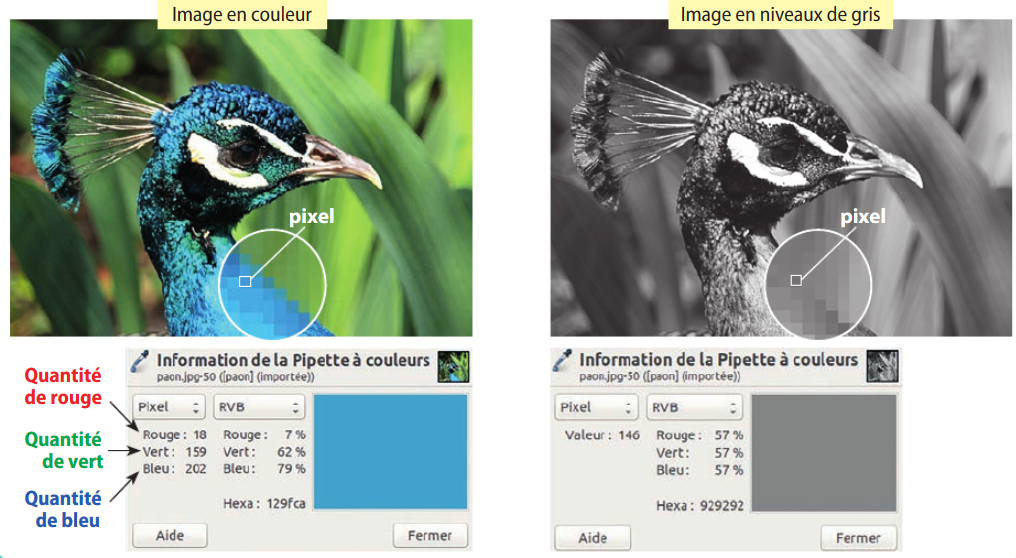 Image en couleur
pixel
Information de la Pipette à couleurs
paon.jpg-50 ([paon] (importée))
Quantité
de rouge
Quantité
de vert
Quantité
de bleu
Pixel
RVB
Rouge : 18
Rouge : 7 %
Vert : 159
Vert : 62 %
Bleu : 202
Bleu : 79 %
Hexa : 129fca
Aide
Fermer
Image en niveaux de gris
pixel
Information de la Pipette à couleurs
paon.jpg-50 ([paon] (importée))
Pixel
RVB
Valeur : 146
Rouge : 57 %
Vert : 57 %
Bleu : 57 %
Hexa : 929292
Aide
Fermer